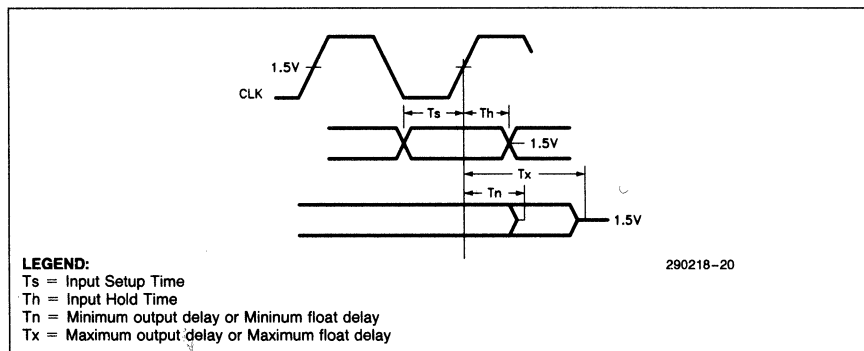 1.5V
CLK
Ts
Th
1.5V
Tx
Tn
1.5V
LEGEND:
290218-20
Ts = Input Setup Time
Th = Input Hold Time
Tn = Minimum output delay or Mininum float delay
Tx = Maximum output delay or Maximum float delay